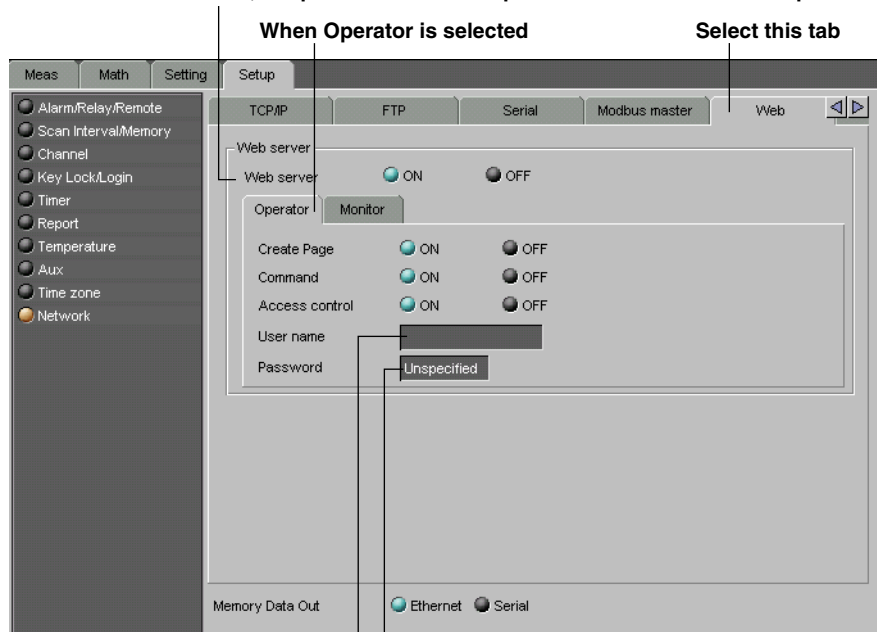 When Operator is selected
Select this tab
Meas Math Setting Setup
Alarm/Relay/Remote
Scan Interval/Memory
Channel
Key Lock/Login
Timer
Report
Temperature
Aux
Time zone
Network
TCP/IP FTP Serial Modbus master Web
Web server
Web server ON OFF
Operator Monitor
Create Page ON OFF
Command ON OFF
Access control ON OFF
User name
Password Unspecified
Memory Data Out Ethernet Serial